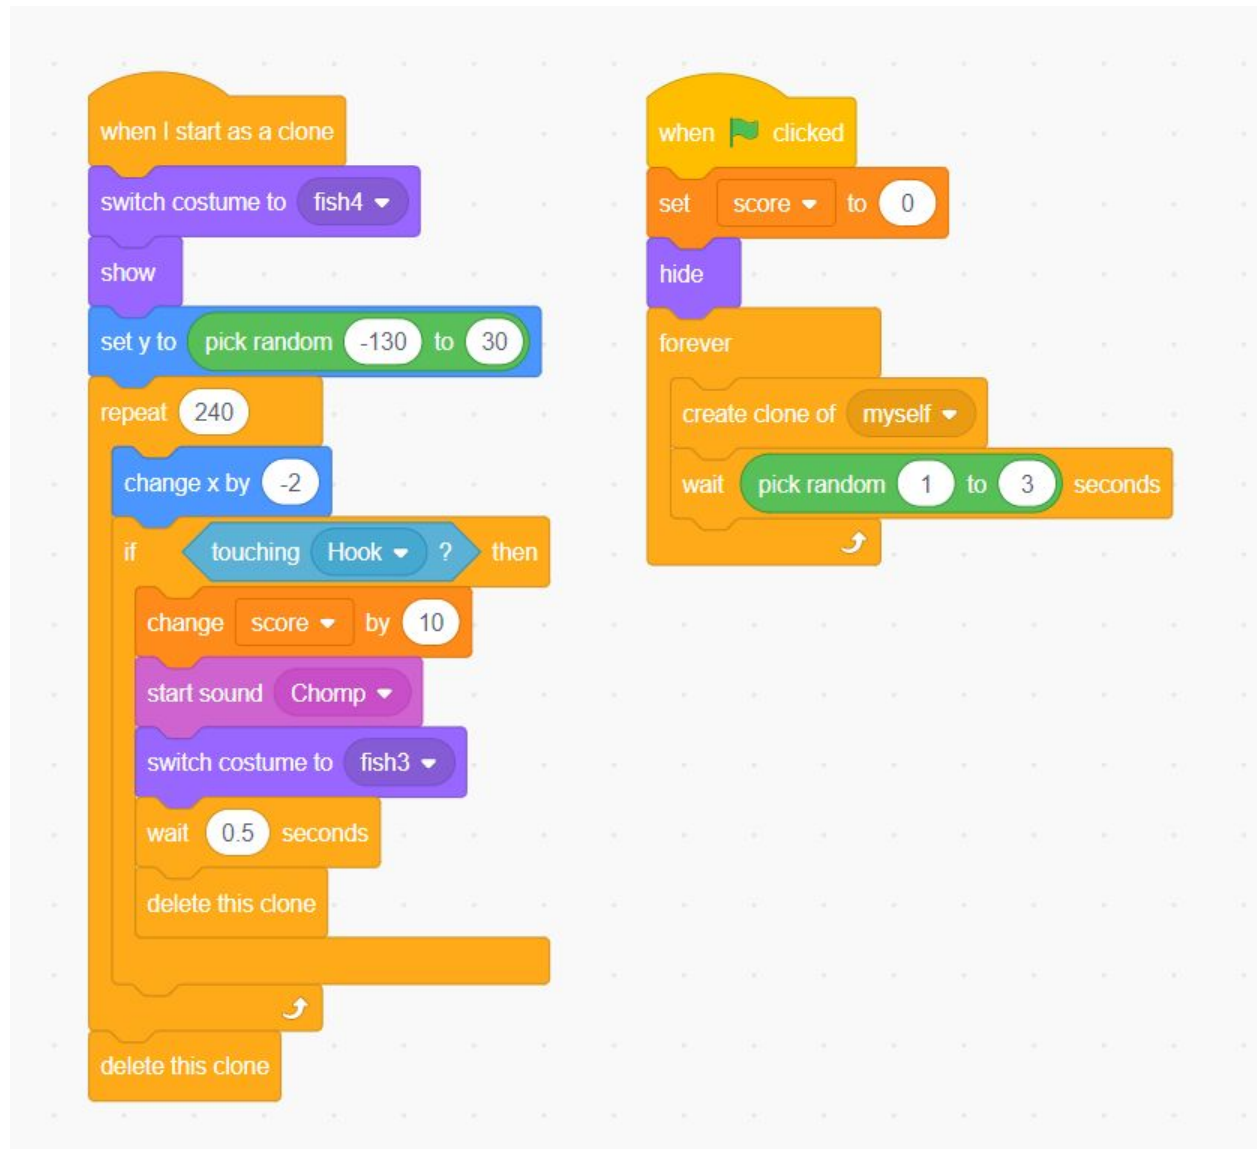 when I start as a clone
switch costume to fish4
show
set y to pick random -130 to 30
repeat 240
change x by -2
if touching Hook ? then
change score by 10
start sound Chomp
switch costume to fish3
wait 0.5 seconds
delete this clone
delete this clone
when clicked
set score to 0
hide
forever
create clone of myself
wait pick random 1 to 3 seconds